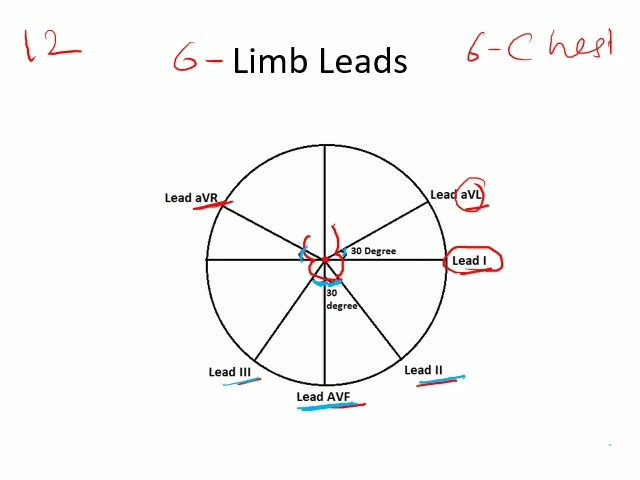 12 6 - Limb Leads 6 - Chest
Lead aVR
Lead aVL
30 Degree
Lead I
30
degree
Lead III
Lead II
Lead AVF